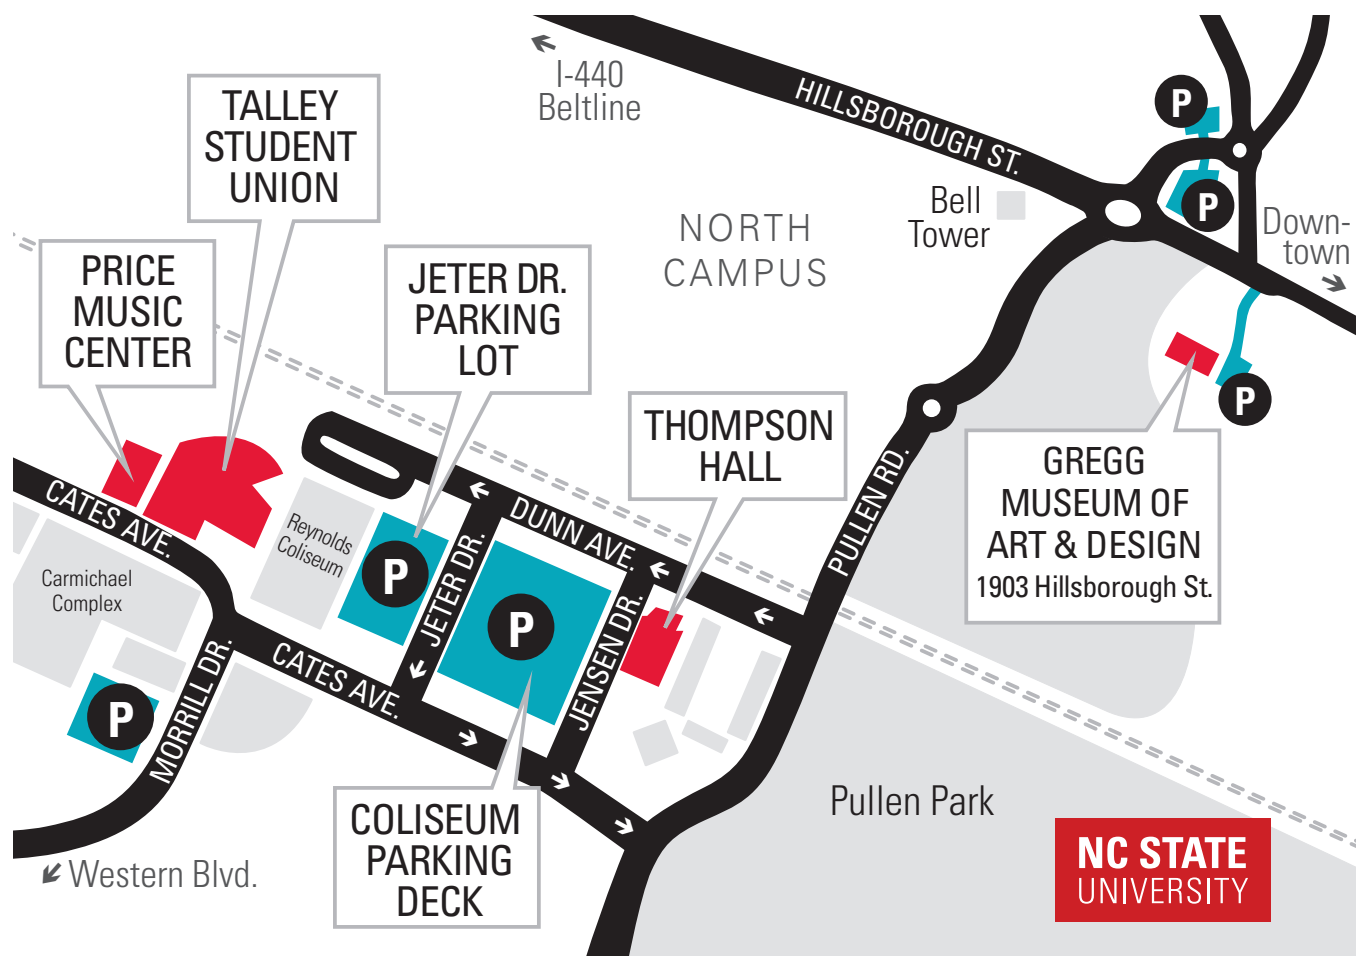 I-440
Beltline
HILLSBOROUGH ST.
P
P
TALLEY
STUDENT
UNION
Bell
Tower
NORTH
CAMPUS
Down-
town
PRICE
MUSIC
CENTER
JETER DR.
PARKING
LOT
THOMPSON
HALL
P
GREGG
MUSEUM OF
ART & DESIGN
1903 Hillsborough St.
PULLEN RD.
CATES AVE.
Reynolds
Coliseum
P
JETER DR.
DUNN AVE.
P
JENSEN DR.
Carmichael
Complex
P
MORRILL DR.
CATES AVE.
COLISEUM
PARKING
DECK
Pullen Park
Western Blvd.
NC STATE
UNIVERSITY